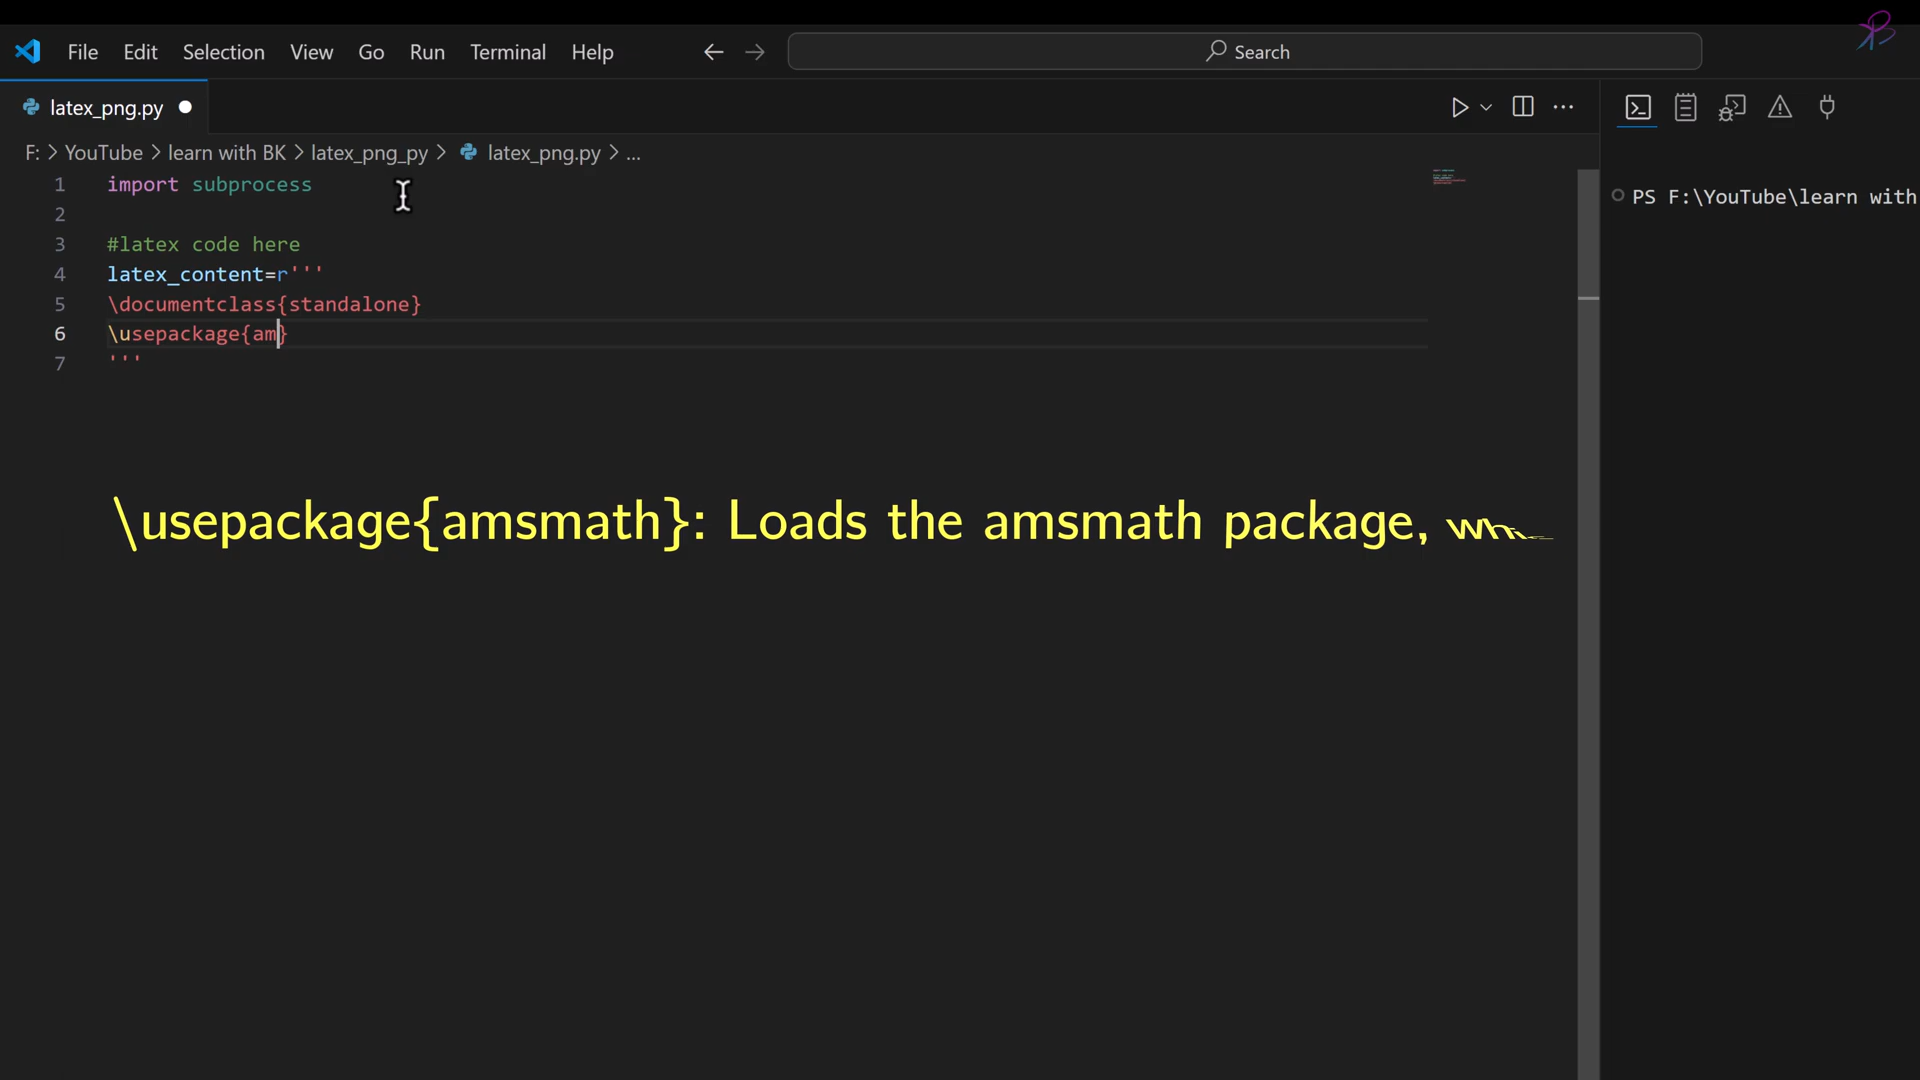 File Edit Selection View Go Run Terminal Help Search
latex_png.py
F: > YouTube > learn with BK > latex_png_py > latex_png.py > ...
1 import subprocess
2
3 #latex code here
4 latex_content=r'''
5 \documentclass{standalone}
6 \usepackage{am}
7 '''
PS F:\YouTube\learn with
\usepackage{amsmath}: Loads the amsmath package,